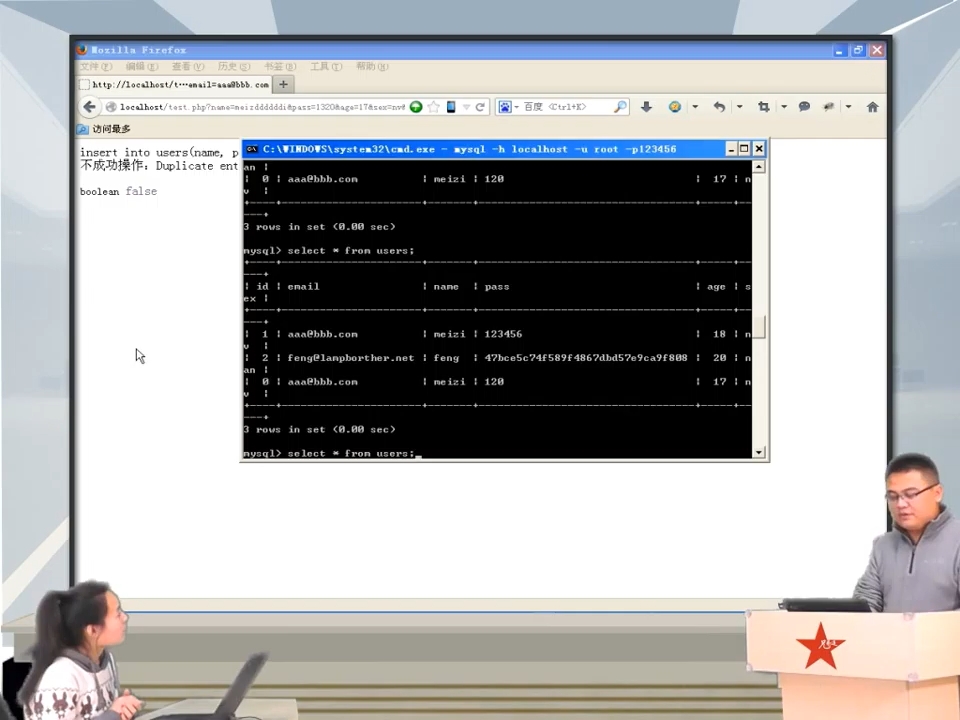 Mozilla Firefox
文件(F) 编辑(E) 查看(V) 历史(S) 书签(B) 工具(T) 帮助(H)
http://localhost/t···email=aaa@bbb.com
localhost/test.php?name=meizddddddi&pass=1320&age=17&sex=nv&
百度 <Ctrl+K>
访问最多
insert into users(name, p
不成功操作: Duplicate ent
boolean false
C:\WINDOWS\system32\cmd.exe - mysql -h localhost -u root -p123456
an |
| 0 | aaa@bbb.com | meizi | 120 | 17 | n
v |
3 rows in set (0.00 sec)
mysql> select * from users;
| id | email | name | pass | age | s
ex |
| 1 | aaa@bbb.com | meizi | 123456 | 18 | n
v |
| 2 | feng@lampborther.net | feng | 47bce5c74f589f4867dbd57e9ca9f808 | 20 | n
an |
| 0 | aaa@bbb.com | meizi | 120 | 17 | n
v |
3 rows in set (0.00 sec)
mysql> select * from users;